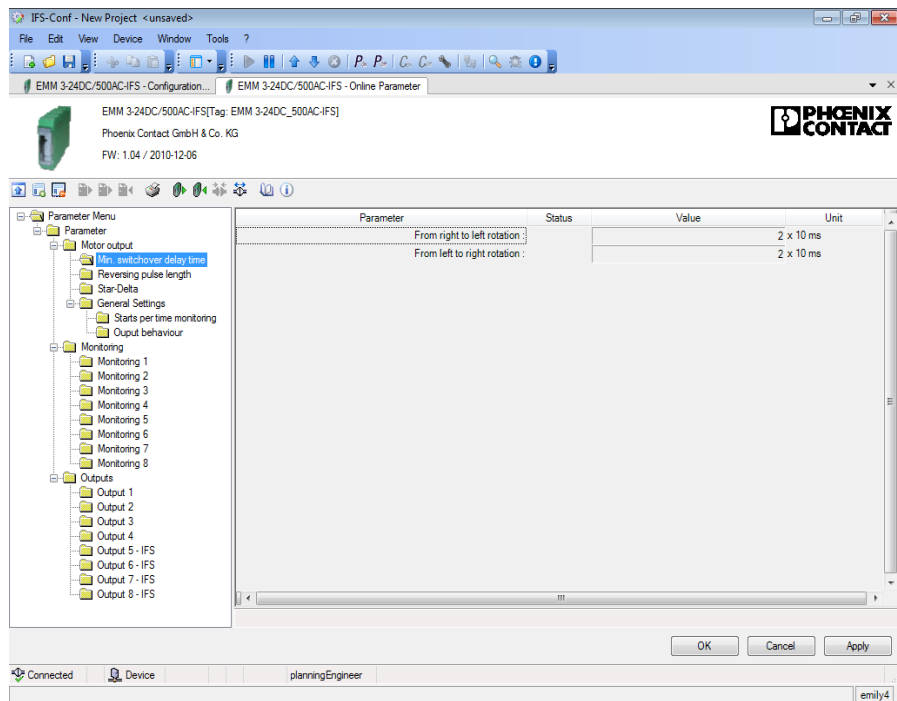 IFS-Conf - New Project <unsaved>
File Edit View Device Window Tools ?
EMM 3-24DC/500AC-IFS - Configuration... EMM 3-24DC/500AC-IFS - Online Parameter
EMM 3-24DC/500AC-IFS[Tag: EMM 3-24DC_500AC-IFS]
Phoenix Contact GmbH & Co. KG
FW: 1.04 / 2010-12-06
PHŒNIX
CONTACT
Parameter Menu
Parameter
Motor output
Min. switchover delay time
Reversing pulse length
Star-Delta
General Settings
Starts per time monitoring
Ouput behaviour
Monitoring
Monitoring 1
Monitoring 2
Monitoring 3
Monitoring 4
Monitoring 5
Monitoring 6
Monitoring 7
Monitoring 8
Outputs
Output 1
Output 2
Output 3
Output 4
Output 5 - IFS
Output 6 - IFS
Output 7 - IFS
Output 8 - IFS
Parameter Status Value Unit
From right to left rotation : 2 x 10 ms
From left to right rotation : 2 x 10 ms
OK Cancel Apply
Connected Device planningEngineer
emily4